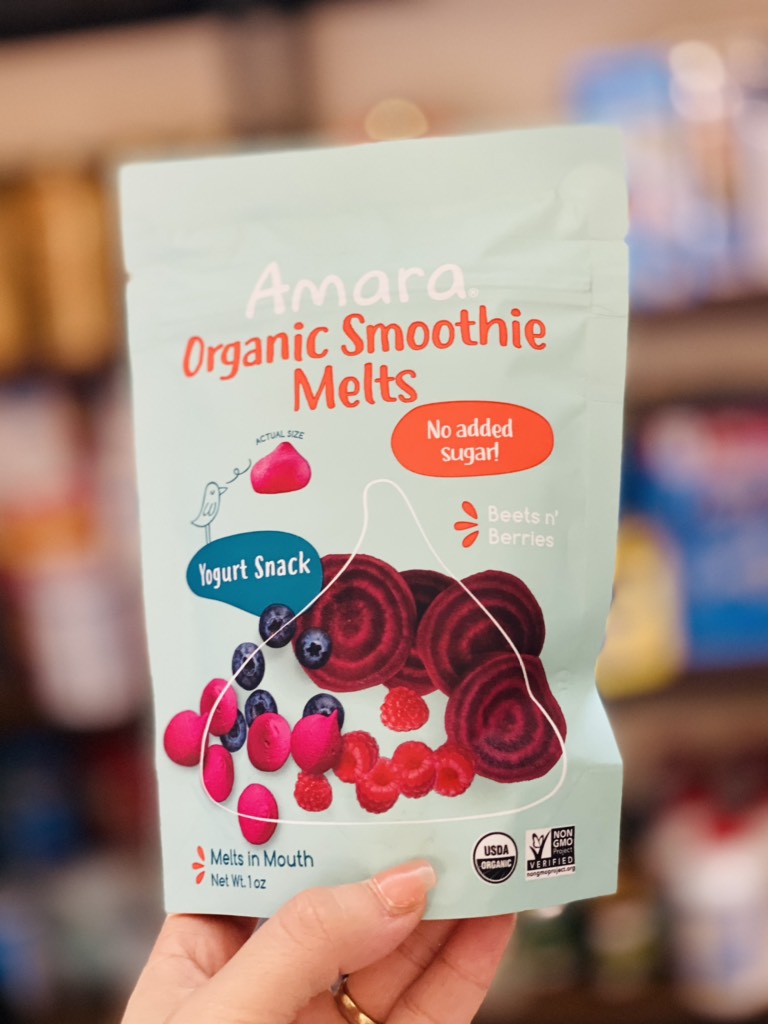 Amara®
Organic Smoothie
Melts
No added
sugar!
ACTUAL SIZE
Beets n'
Berries
Yogurt Snack
Melts in Mouth
Net Wt. 1 oz
USDA
ORGANIC
NON
GMO
Project
VERIFIED
nongmoproject.org